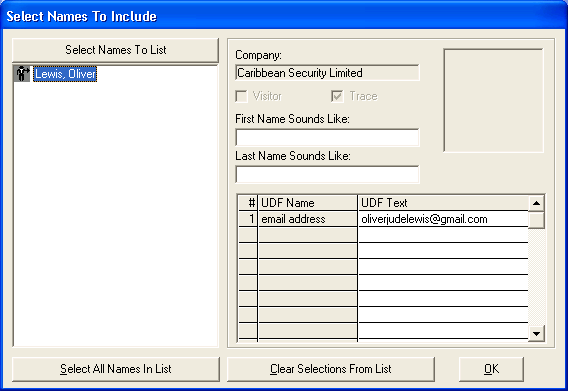 Select Names To Include
Select Names To List
Lewis, Oliver
Company:
Caribbean Security Limited
Visitor Trace
First Name Sounds Like:
Last Name Sounds Like:
# UDF Name UDF Text
1 email address oliverjudelewis@gmail.com
Select All Names In List Clear Selections From List OK